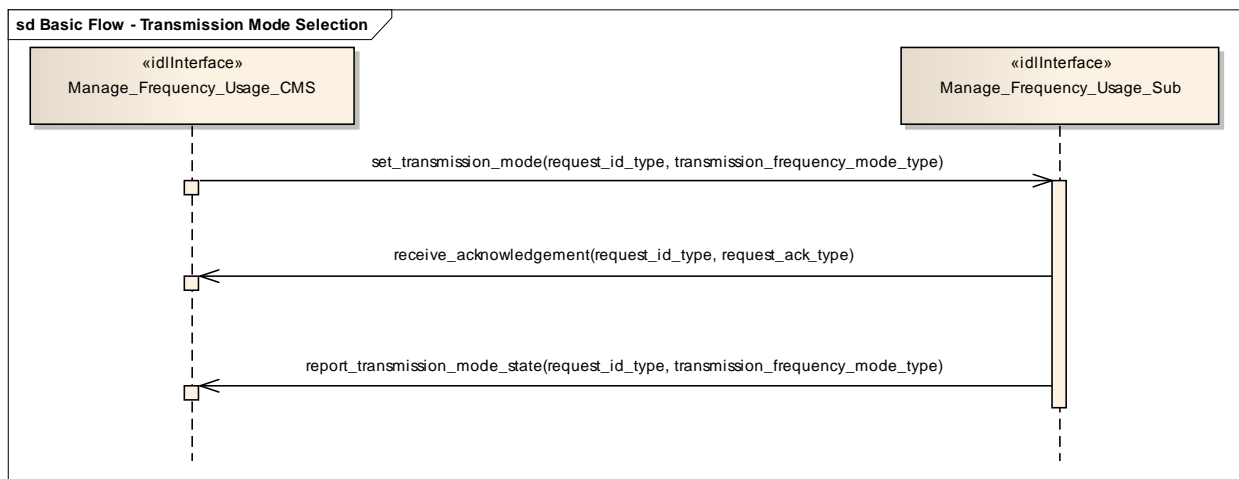 sd Basic Flow - Transmission Mode Selection
«idlInterface»
Manage_Frequency_Usage_CMS
«idlInterface»
Manage_Frequency_Usage_Sub
set_transmission_mode(request_id_type, transmission_frequency_mode_type)
receive_acknowledgement(request_id_type, request_ack_type)
report_transmission_mode_state(request_id_type, transmission_frequency_mode_type)